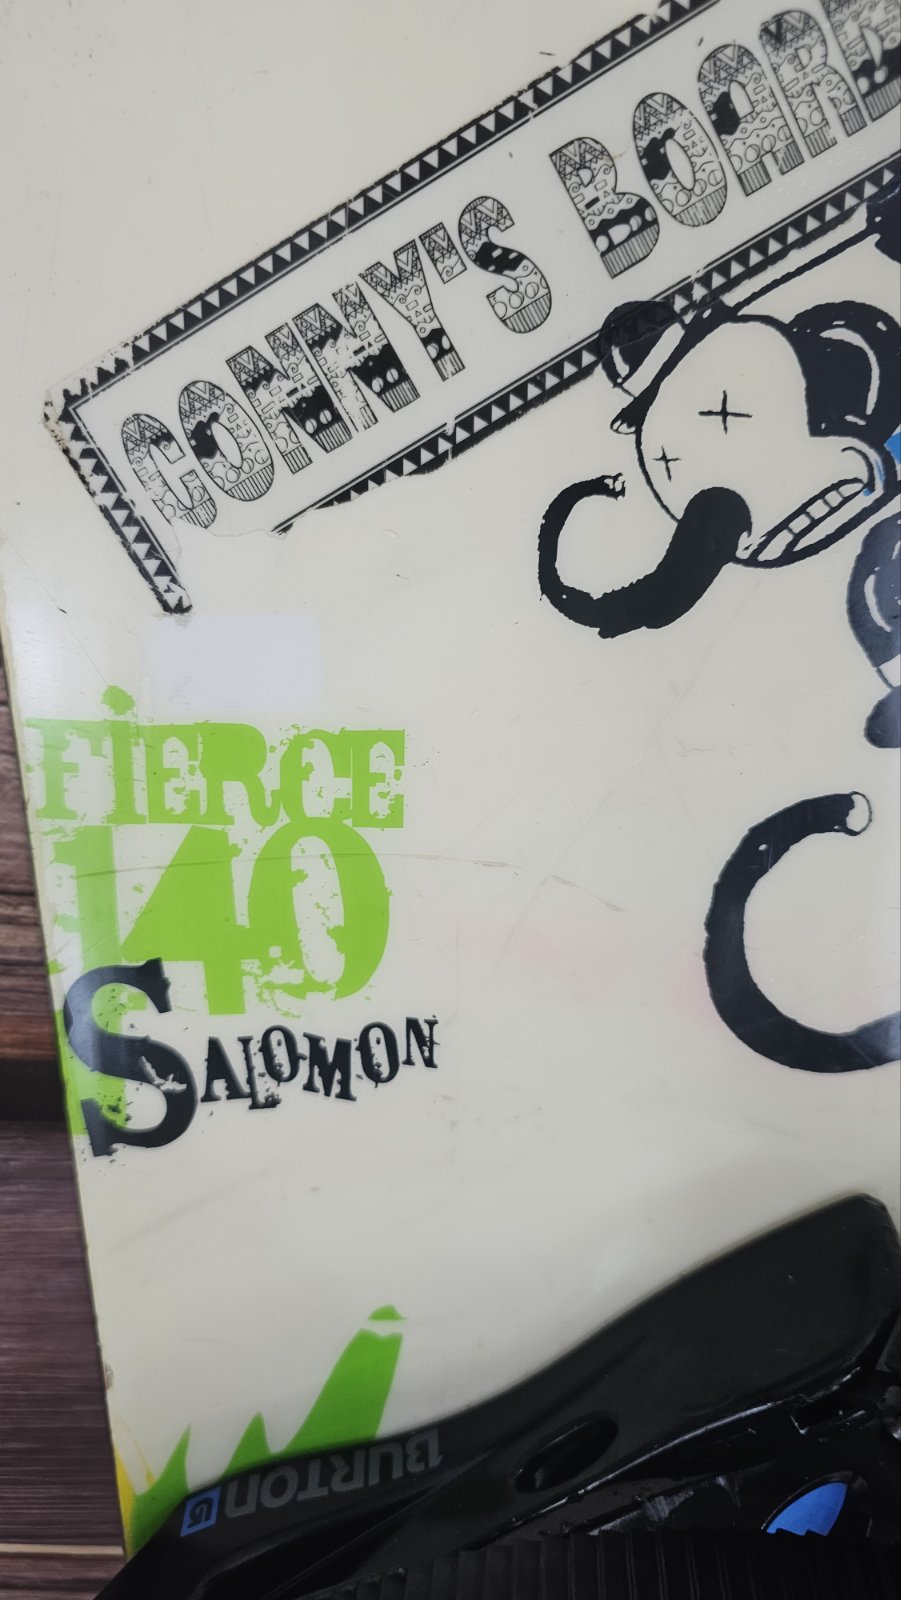 CONNY'S BOARD
FiERCE
140
SALOMON
BURTON